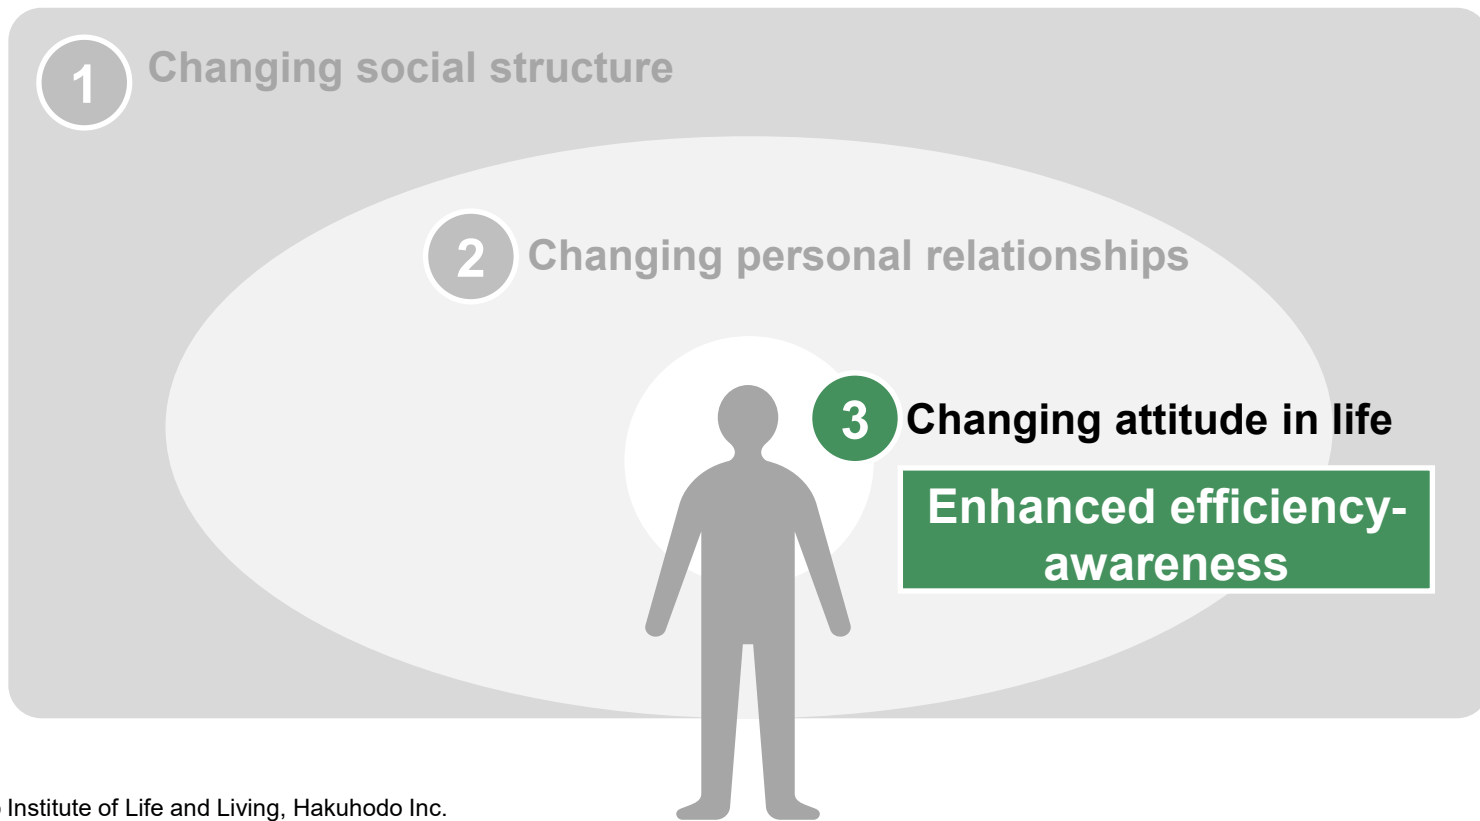 1 Changing social structure
2 Changing personal relationships
3 Changing attitude in life
Enhanced efficiency-
awareness
Institute of Life and Living, Hakuhodo Inc.